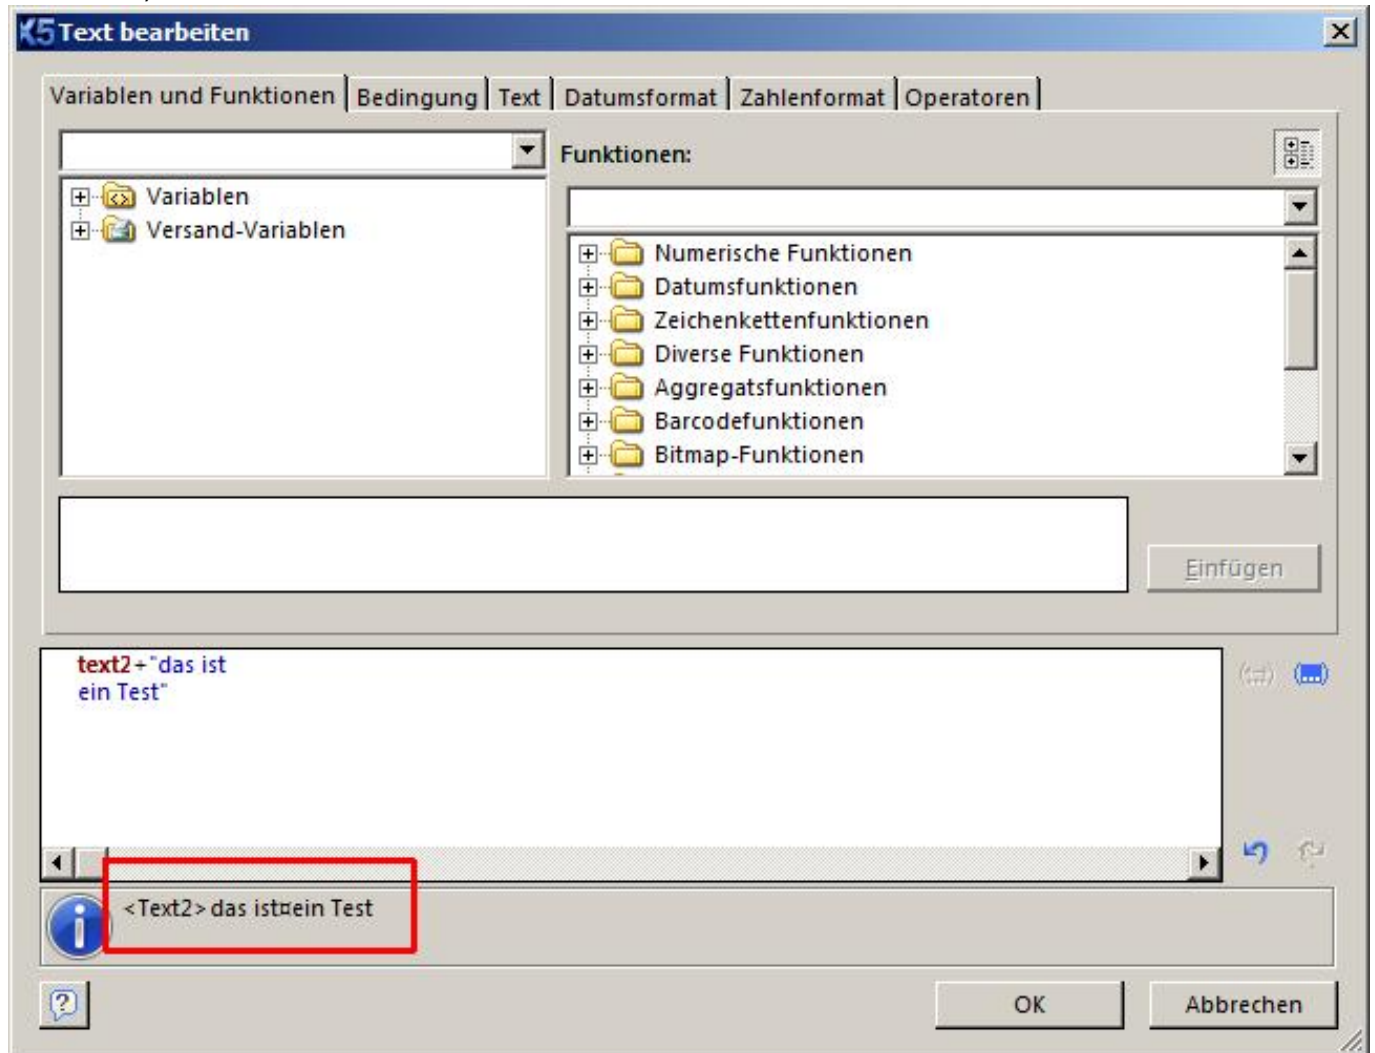 K5 Text bearbeiten
Variablen und Funktionen Bedingung Text Datumsformat Zahlenformat Operatoren
Funktionen:
Variablen
Versand-Variablen
Numerische Funktionen
Datumsfunktionen
Zeichenkettenfunktionen
Diverse Funktionen
Aggregatsfunktionen
Barcodefunktionen
Bitmap-Funktionen
Einfügen
text2+"das ist
ein Test"
<Text2> das ist¤ein Test
OK Abbrechen